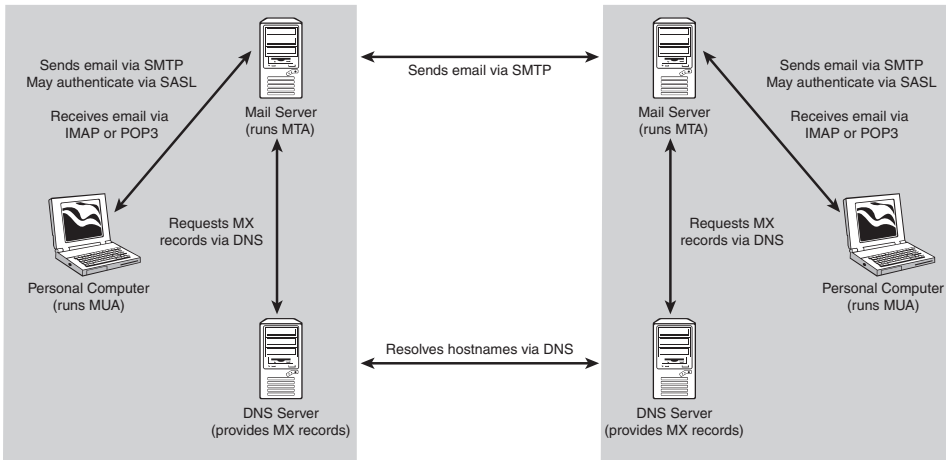 Sends email via SMTP
May authenticate via SASL
Receives email via
IMAP or POP3
Mail Server
(runs MTA)
Sends email via SMTP
Mail Server
(runs MTA)
Sends email via SMTP
May authenticate via SASL
Receives email via
IMAP or POP3
Personal Computer
(runs MUA)
Requests MX
records via DNS
Requests MX
records via DNS
Personal Computer
(runs MUA)
DNS Server
(provides MX records)
Resolves hostnames via DNS
DNS Server
(provides MX records)